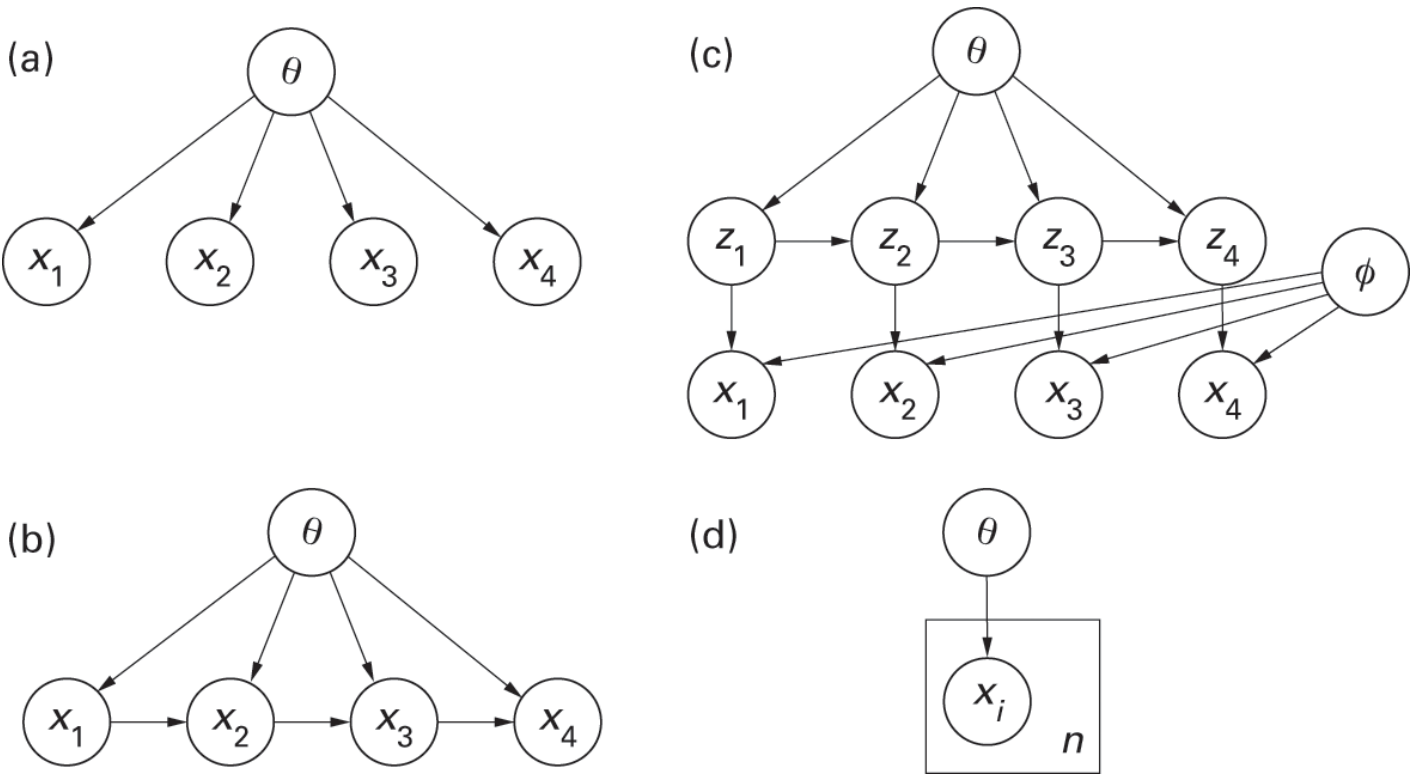 (a)
θ
x1 x2 x3 x4
(b)
θ
x1 x2 x3 x4
(c)
θ
z1 z2 z3 z4
ϕ
x1 x2 x3 x4
(d)
θ
xi
n